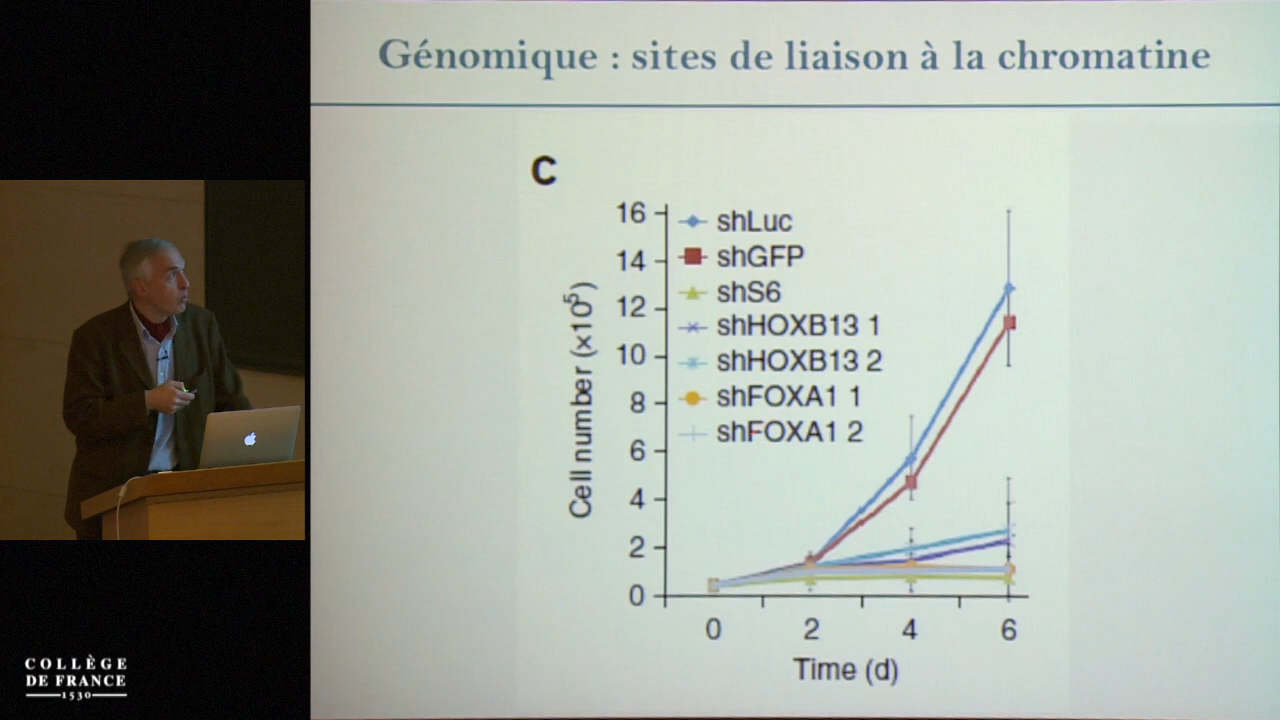 Génomique : sites de liaison à la chromatine
C
16
14
12
10
8
6
4
2
0
Cell number (×10⁵)
shLuc
shGFP
shS6
shHOXB13 1
shHOXB13 2
shFOXA1 1
shFOXA1 2
0 2 4 6
Time (d)
COLLÈGE
DE FRANCE
1530